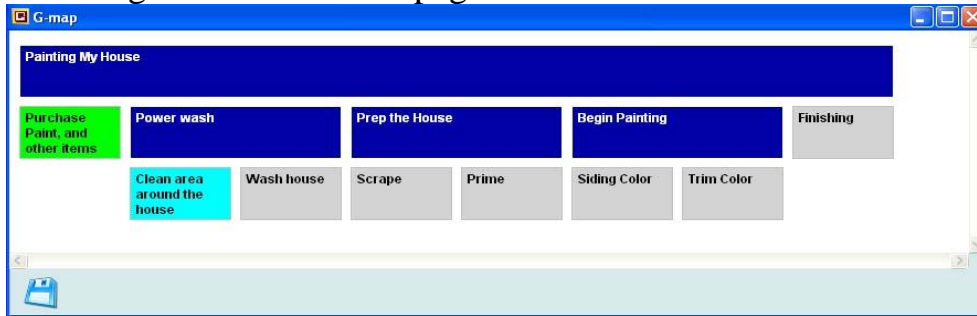 G-map
Painting My House
Purchase
Paint, and
other items
Power wash
Prep the House
Begin Painting
Finishing
Clean area
around the
house
Wash house
Scrape
Prime
Siding Color
Trim Color